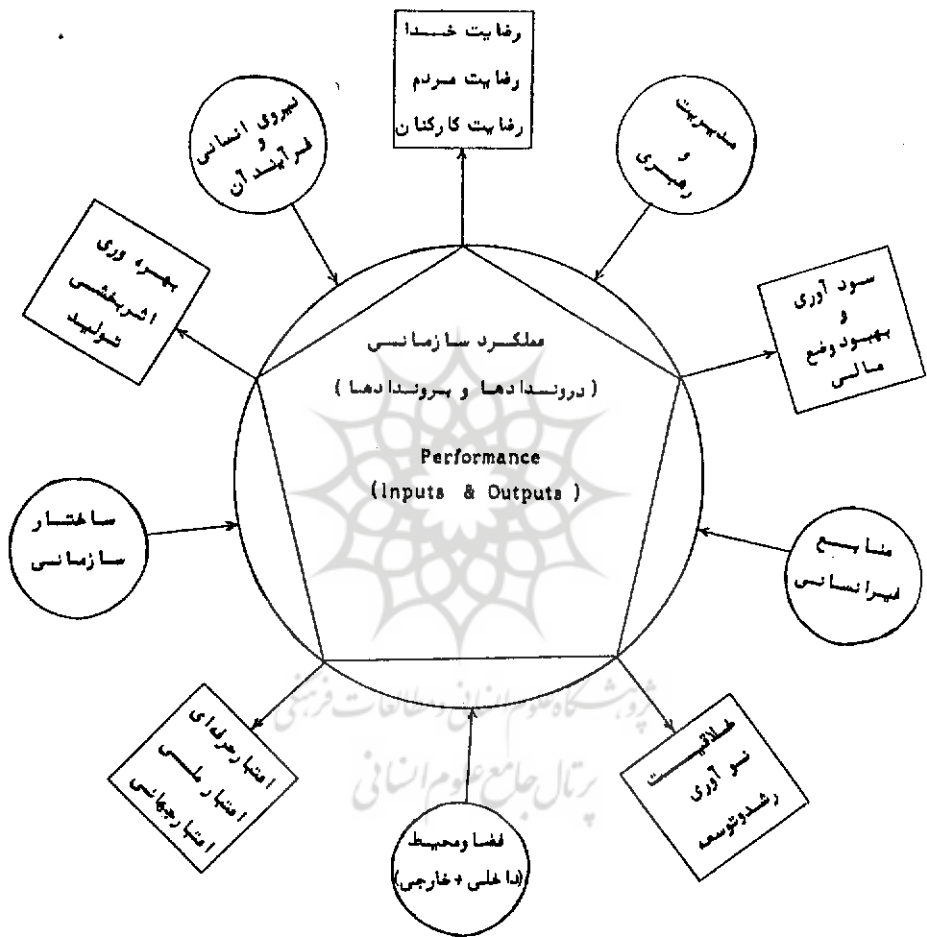 رضایت خدا
رضایت مردم
رضایت کارکنان
مدیریت
و
رهبری
سود آوری
و
بهبود وضع
مالی
منابع
غیرانسانی
خلاقیت
نو آوری
رشد و توسعه
فضا و محیط
(داخلی + خارجی)
اعتبار حرفه‌ای
اعتبار ملی
اعتبار جهانی
ساختار
سازمانی
بهره وری
اثربخشی
تولید
نیروی انسانی
و
فرآیند آن
عملکرد سازمانی
(دروندادها و بروندادها)
Performance
(Inputs & Outputs)
پژوهشگاه علوم انسانی و مطالعات فرهنگی
پرتال جامع علوم انسانی